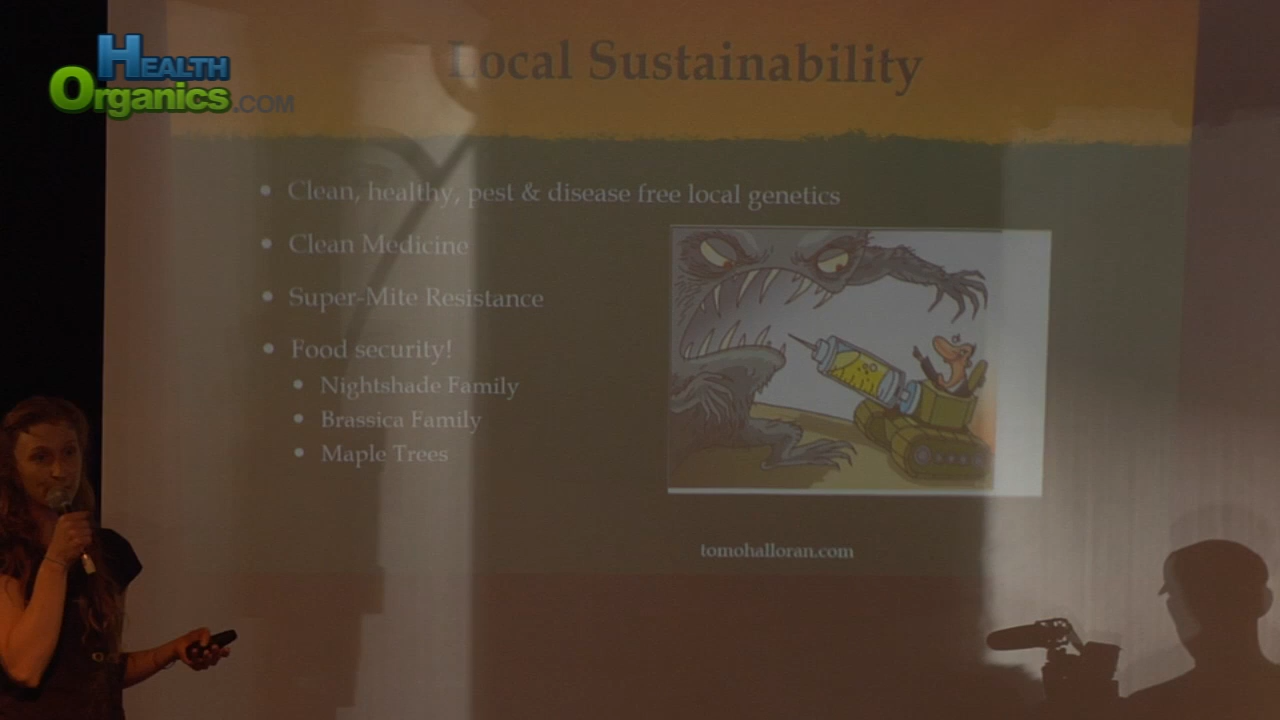 Health
Organics.com
Local Sustainability
• Clean, healthy, pest & disease free local genetics
• Clean Medicine
• Super-Mite Resistance
• Food security!
• Nightshade Family
• Brassica Family
• Maple Trees
tomohalloran.com